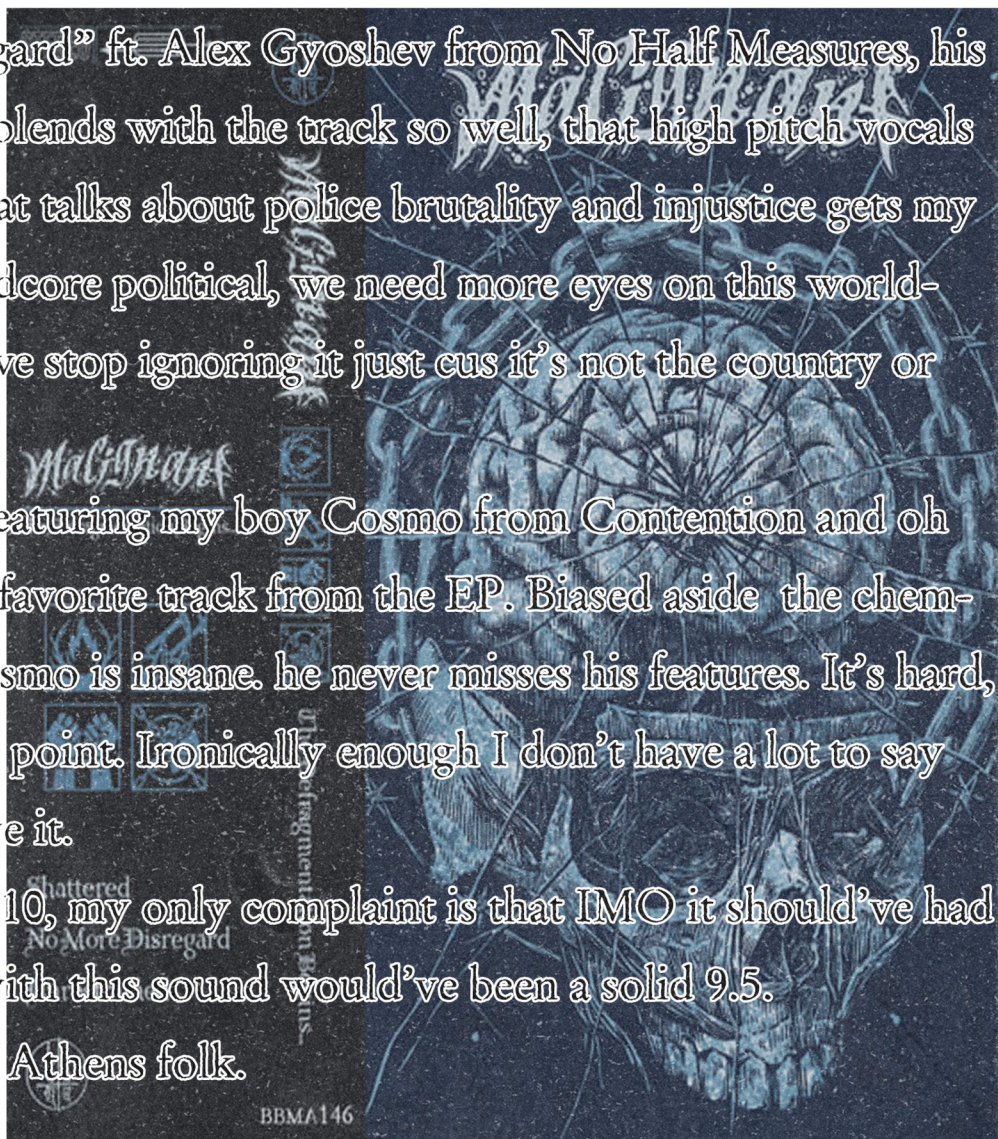 gard” ft. Alex Gyoshev from No Half Measures, his
blends with the track so well, that high pitch vocals
at talks about police brutality and injustice gets my
dcore political, we need more eyes on this world-
ve stop ignoring it just cus it’s not the country or
eaturing my boy Cosmo from Contention and oh
favorite track from the EP. Biased aside the chem-
smo is insane. he never misses his features. It’s hard,
point. Ironically enough I don’t have a lot to say
e it.
10, my only complaint is that IMO it should’ve had
ith this sound would’ve been a solid 9.5.
Athens folk.
Malignant
Malignant
Malignant
Shattered
No More Disregard
BBMA146